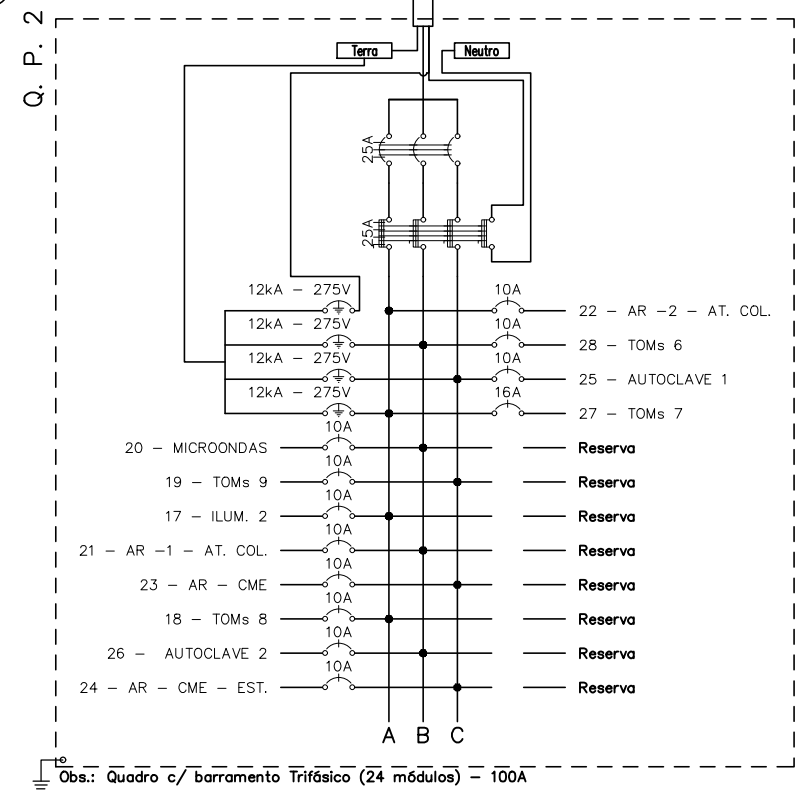 Q. P. 2
Terra
Neutro
25A
25A
12kA - 275V
10A
22 - AR -2 - AT. COL.
12kA - 275V
10A
28 - TOMs 6
12kA - 275V
10A
25 - AUTOCLAVE 1
12kA - 275V
16A
27 - TOMs 7
10A
20 - MICROONDAS
Reserva
10A
19 - TOMs 9
Reserva
10A
17 - ILUM. 2
Reserva
10A
21 - AR -1 - AT. COL.
Reserva
10A
23 - AR - CME
Reserva
10A
18 - TOMs 8
Reserva
10A
26 - AUTOCLAVE 2
Reserva
10A
24 - AR - CME - EST.
Reserva
A B C
Obs.: Quadro c/ barramento Trifásico (24 módulos) - 100A